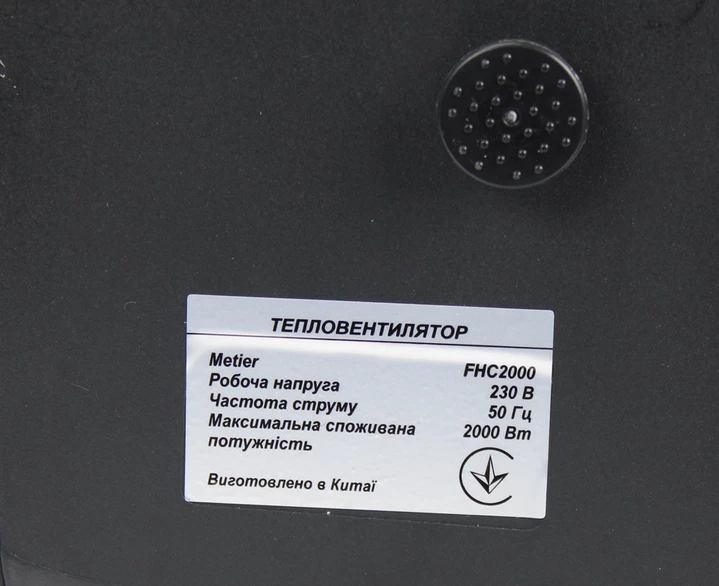 ТЕПЛОВЕНТИЛЯТОР
Metier FHC2000
Робоча напруга 230 В
Частота струму 50 Гц
Максимальна споживана 2000 Вт
потужність
Виготовлено в Китаї